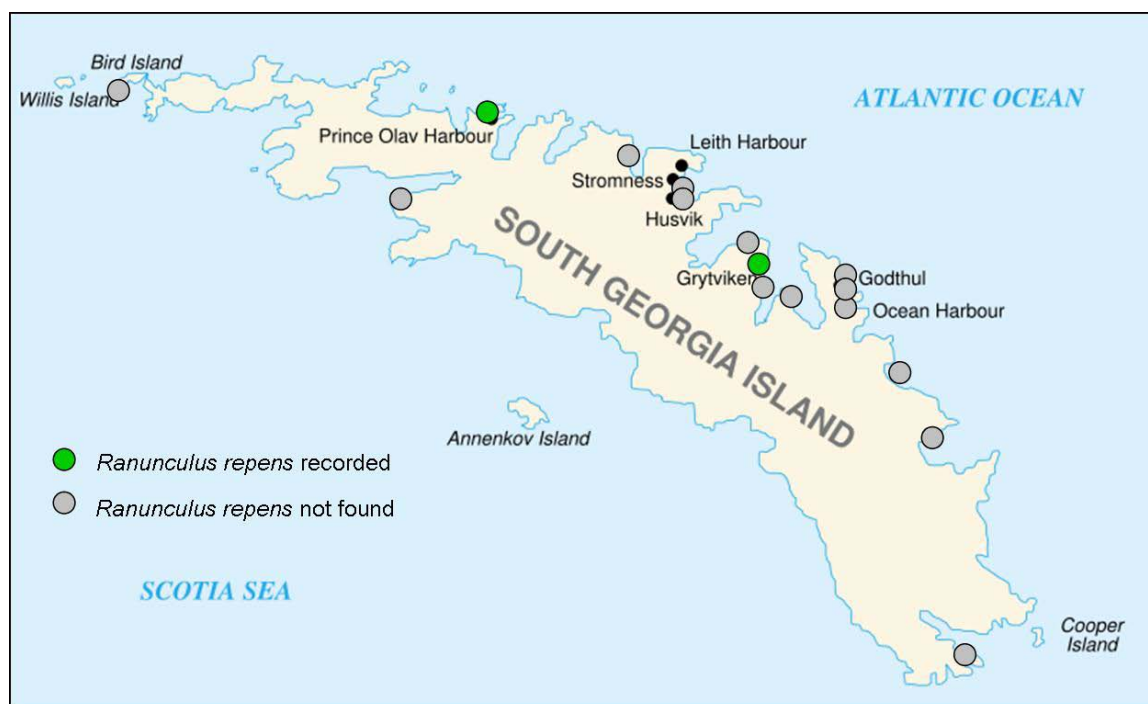 Bird Island
Willis Island
ATLANTIC OCEAN
Prince Olav Harbour
Leith Harbour
Stromness
Husvik
SOUTH GEORGIA ISLAND
Grytviken
Godthul
Ocean Harbour
Annenkov Island
Ranunculus repens recorded
Ranunculus repens not found
SCOTIA SEA
Cooper
Island